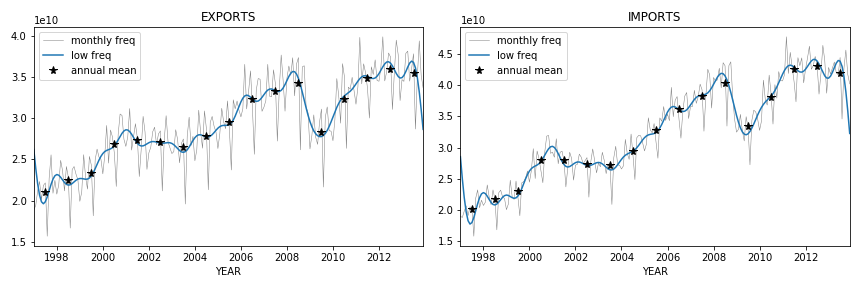 EXPORTS
1e10
monthly freq
low freq
annual mean
4.0
3.5
3.0
2.5
2.0
1.5
1998 2000 2002 2004 2006 2008 2010 2012
YEAR
IMPORTS
1e10
monthly freq
low freq
annual mean
4.5
4.0
3.5
3.0
2.5
2.0
1.5
1998 2000 2002 2004 2006 2008 2010 2012
YEAR